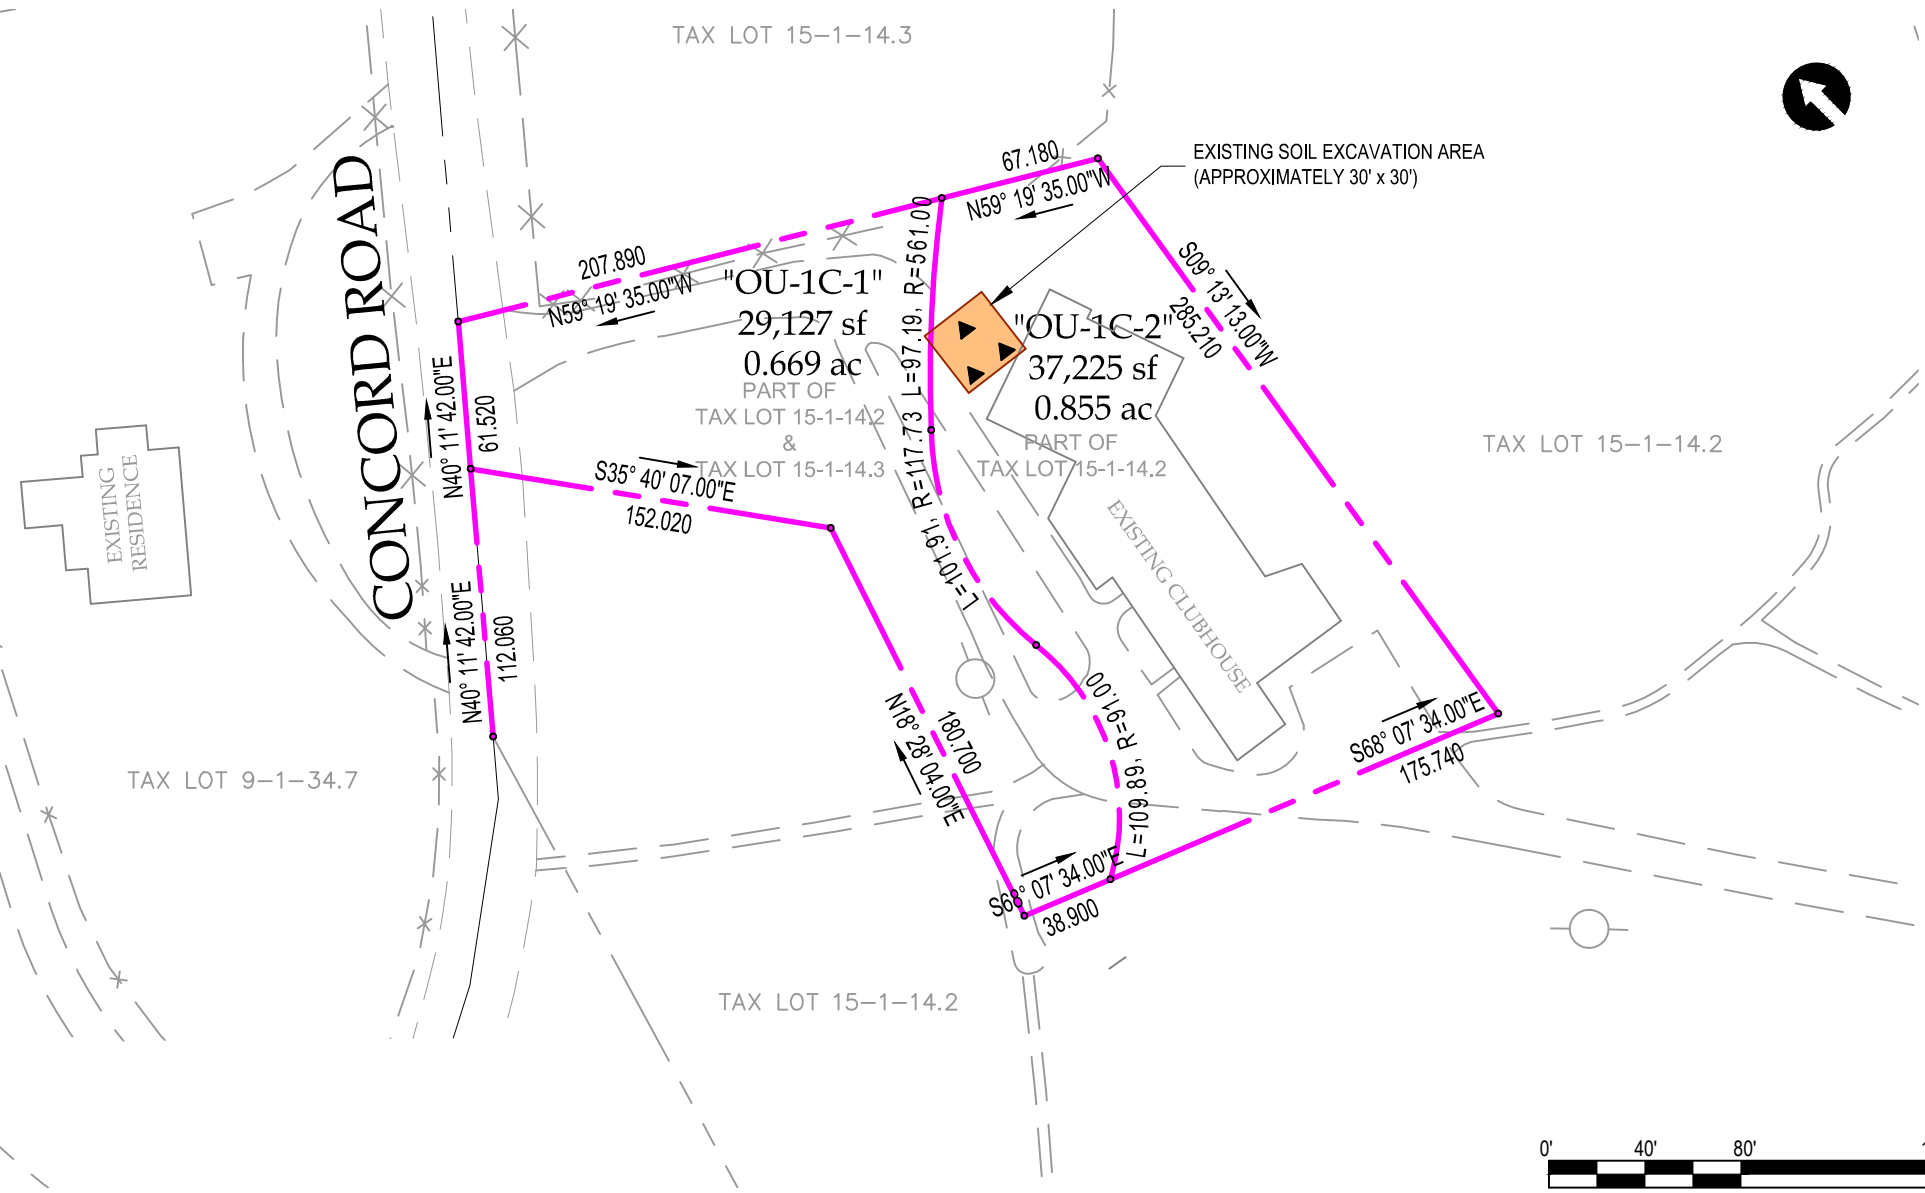 TAX LOT 15-1-14.3
EXISTING SOIL EXCAVATION AREA
(APPROXIMATELY 30' x 30')
67.180
N59° 19' 35.00"W
207.890
N59° 19' 35.00"W
CONCORD ROAD
"OU-1C-1"
29,127 sf
0.669 ac
PART OF
TAX LOT 15-1-14.2
&
TAX LOT 15-1-14.3
L=97.19, R=561.00
"OU-1C-2"
37,225 sf
0.855 ac
PART OF
TAX LOT 15-1-14.2
S09° 13' 13.00"W
285.210
TAX LOT 15-1-14.2
N40° 11' 42.00"E
61.520
S35° 40' 07.00"E
152.020
L=101.91, R=117.73
EXISTING
RESIDENCE
EXISTING CLUBHOUSE
N40° 11' 42.00"E
112.060
N18° 28' 04.00"E
180.700
L=109.89, R=91.00
S68° 07' 34.00"E
175.740
S68° 07' 34.00"E
38.900
TAX LOT 9-1-34.7
TAX LOT 15-1-14.2
0' 40' 80'